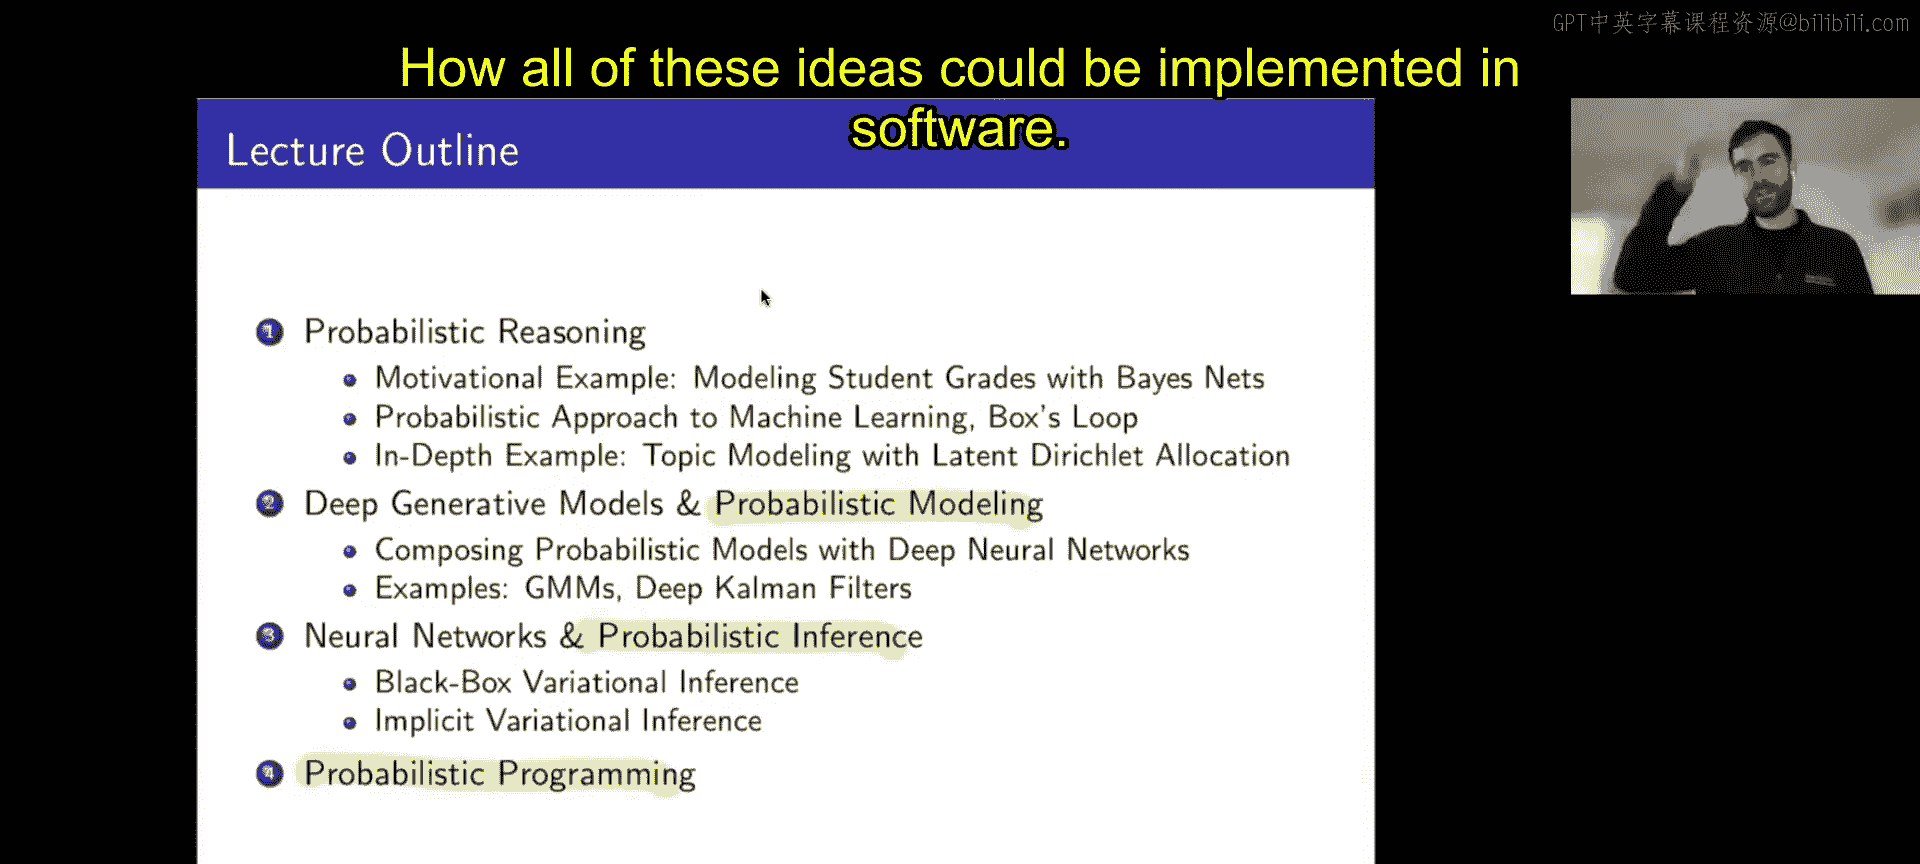 GPT中英字幕课程资源@bilibili.com
How all of these ideas could be implemented in
software.
Lecture Outline
1 Probabilistic Reasoning
Motivational Example: Modeling Student Grades with Bayes Nets
Probabilistic Approach to Machine Learning, Box's Loop
In-Depth Example: Topic Modeling with Latent Dirichlet Allocation
2 Deep Generative Models & Probabilistic Modeling
Composing Probabilistic Models with Deep Neural Networks
Examples: GMMs, Deep Kalman Filters
3 Neural Networks & Probabilistic Inference
Black-Box Variational Inference
Implicit Variational Inference
4 Probabilistic Programming